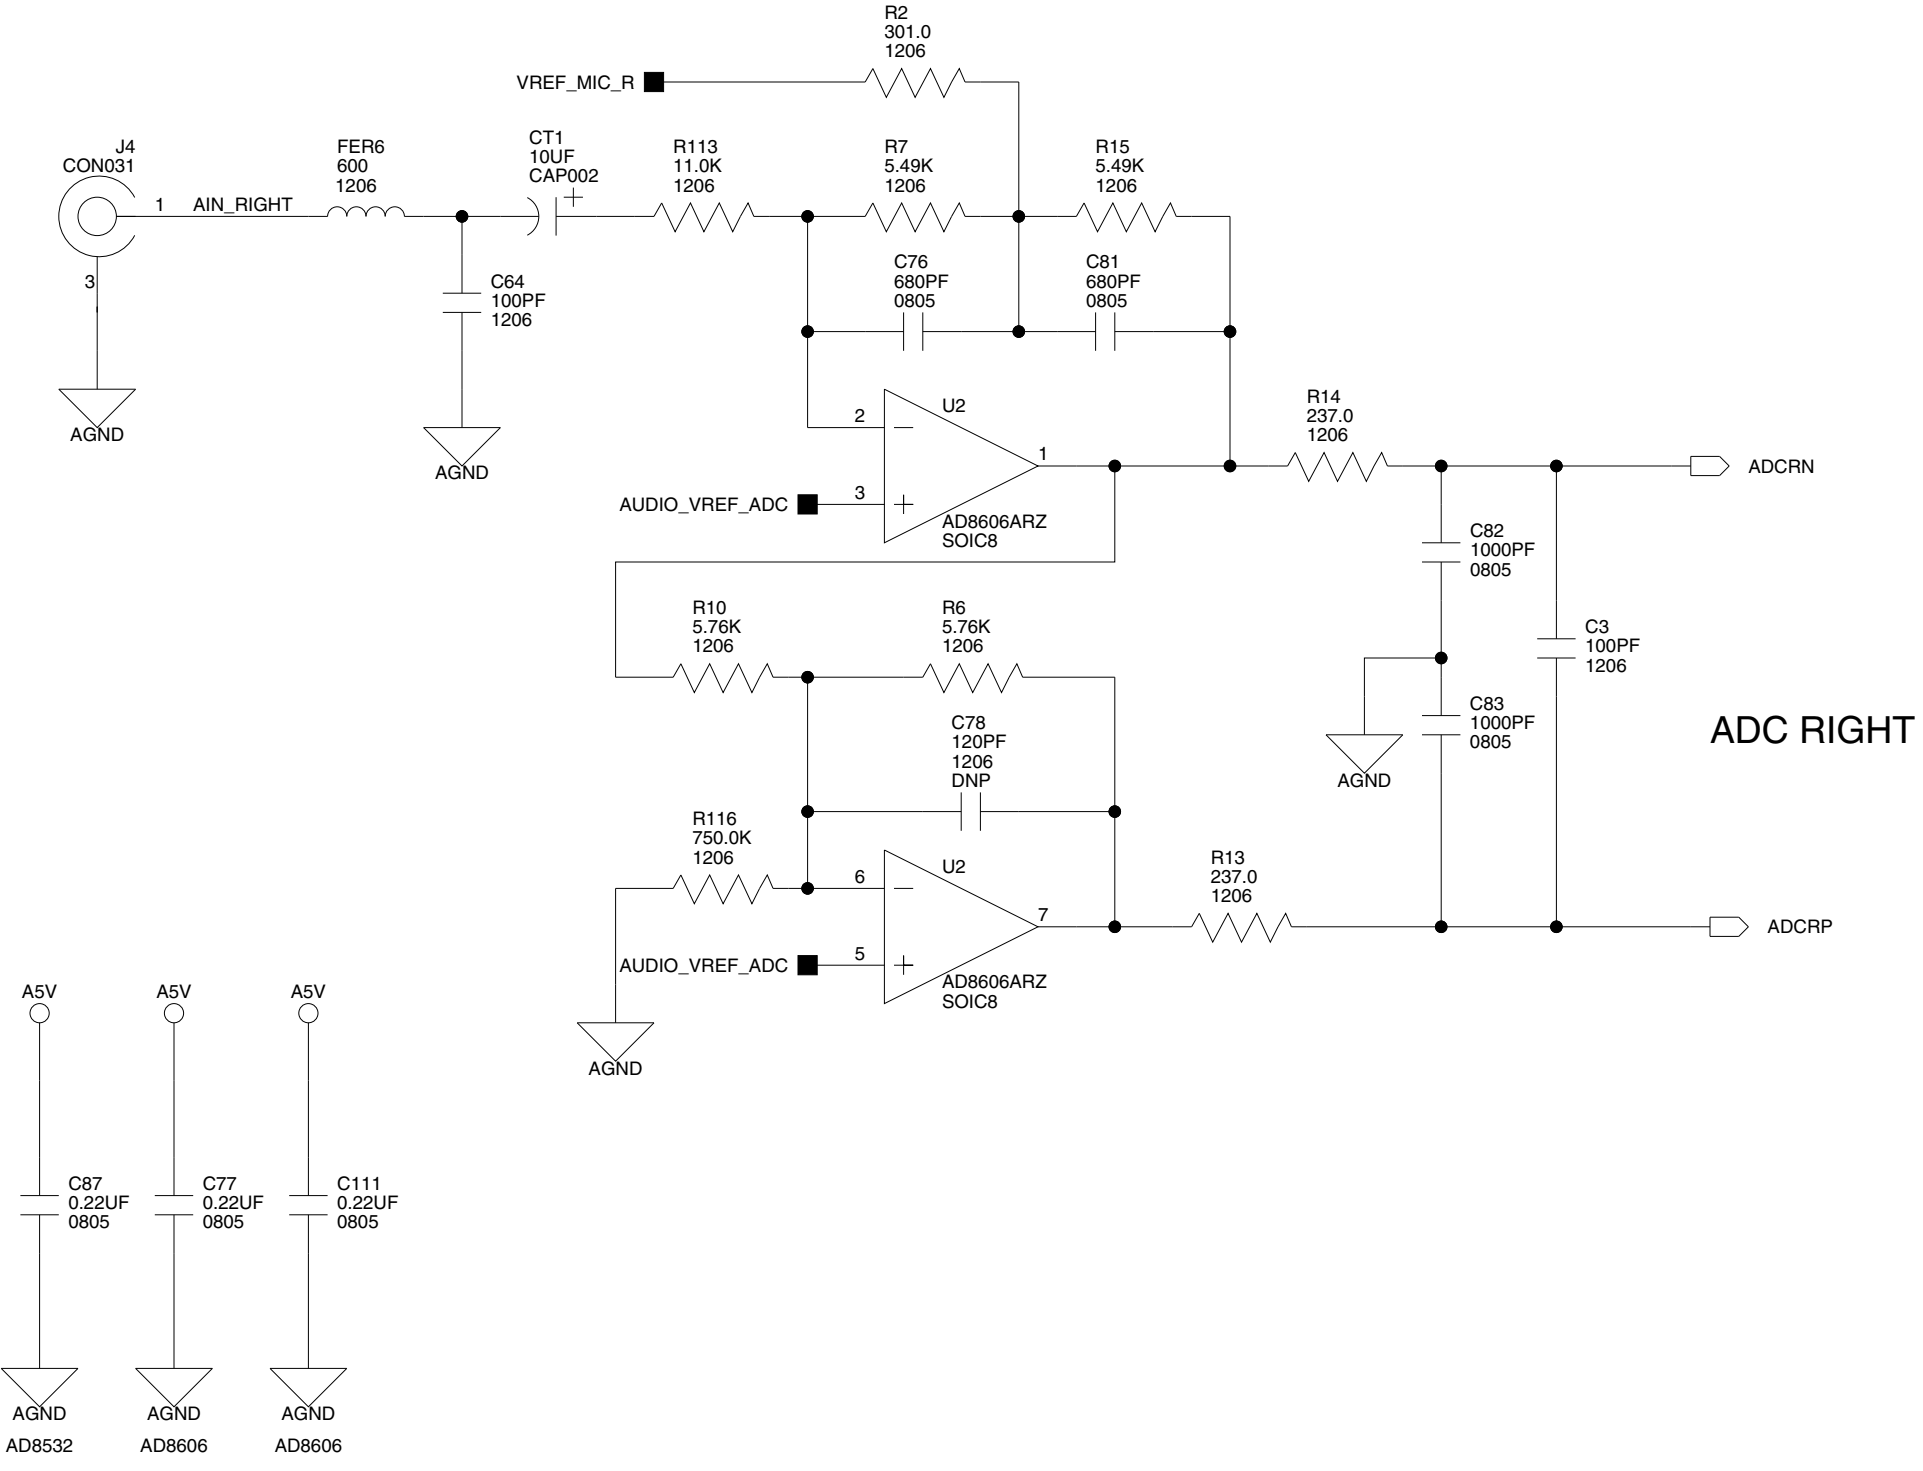 R2
301.0
1206
VREF_MIC_R
J4
CON031
1
AIN_RIGHT
3
AGND
FER6
600
1206
CT1
10UF
CAP002
+
C64
100PF
1206
AGND
R113
11.0K
1206
R7
5.49K
1206
R15
5.49K
1206
C76
680PF
0805
C81
680PF
0805
2
U2
1
AUDIO_VREF_ADC
3
AD8606ARZ
SOIC8
R14
237.0
1206
ADCRN
C82
1000PF
0805
C3
100PF
1206
C83
1000PF
0805
AGND
ADC RIGHT
R10
5.76K
1206
R6
5.76K
1206
C78
120PF
1206
DNP
R116
750.0K
1206
6
U2
7
AUDIO_VREF_ADC
5
AD8606ARZ
SOIC8
AGND
R13
237.0
1206
ADCRP
A5V
A5V
A5V
C87
0.22UF
0805
C77
0.22UF
0805
C111
0.22UF
0805
AGND
AGND
AGND
AD8532
AD8606
AD8606